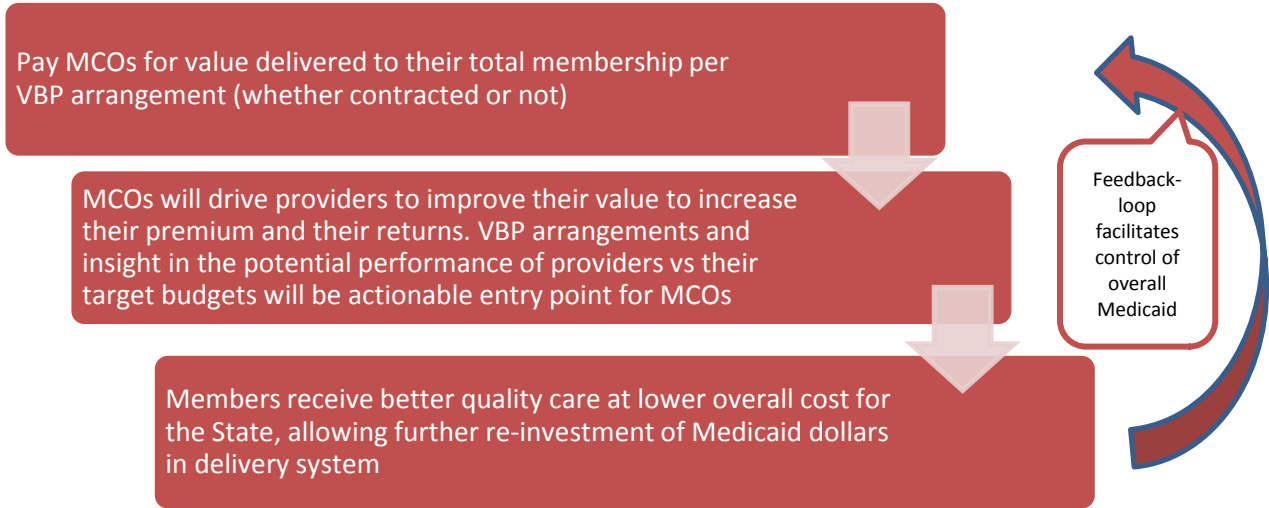 Pay MCOs for value delivered to their total membership per
VBP arrangement (whether contracted or not)
MCOs will drive providers to improve their value to increase
their premium and their returns. VBP arrangements and
insight in the potential performance of providers vs their
target budgets will be actionable entry point for MCOs
Members receive better quality care at lower overall cost for
the State, allowing further re-investment of Medicaid dollars
in delivery system
Feedback-
loop
facilitates
control of
overall
Medicaid